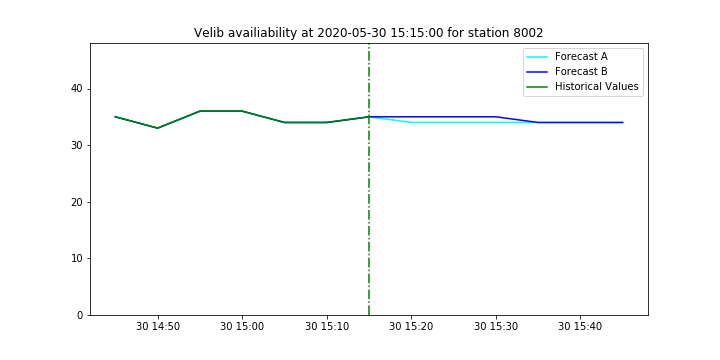 Velib availiability at 2020-05-30 15:15:00 for station 8002
Forecast A
Forecast B
Historical Values
40
30
20
10
0
30 14:50 30 15:00 30 15:10 30 15:20 30 15:30 30 15:40